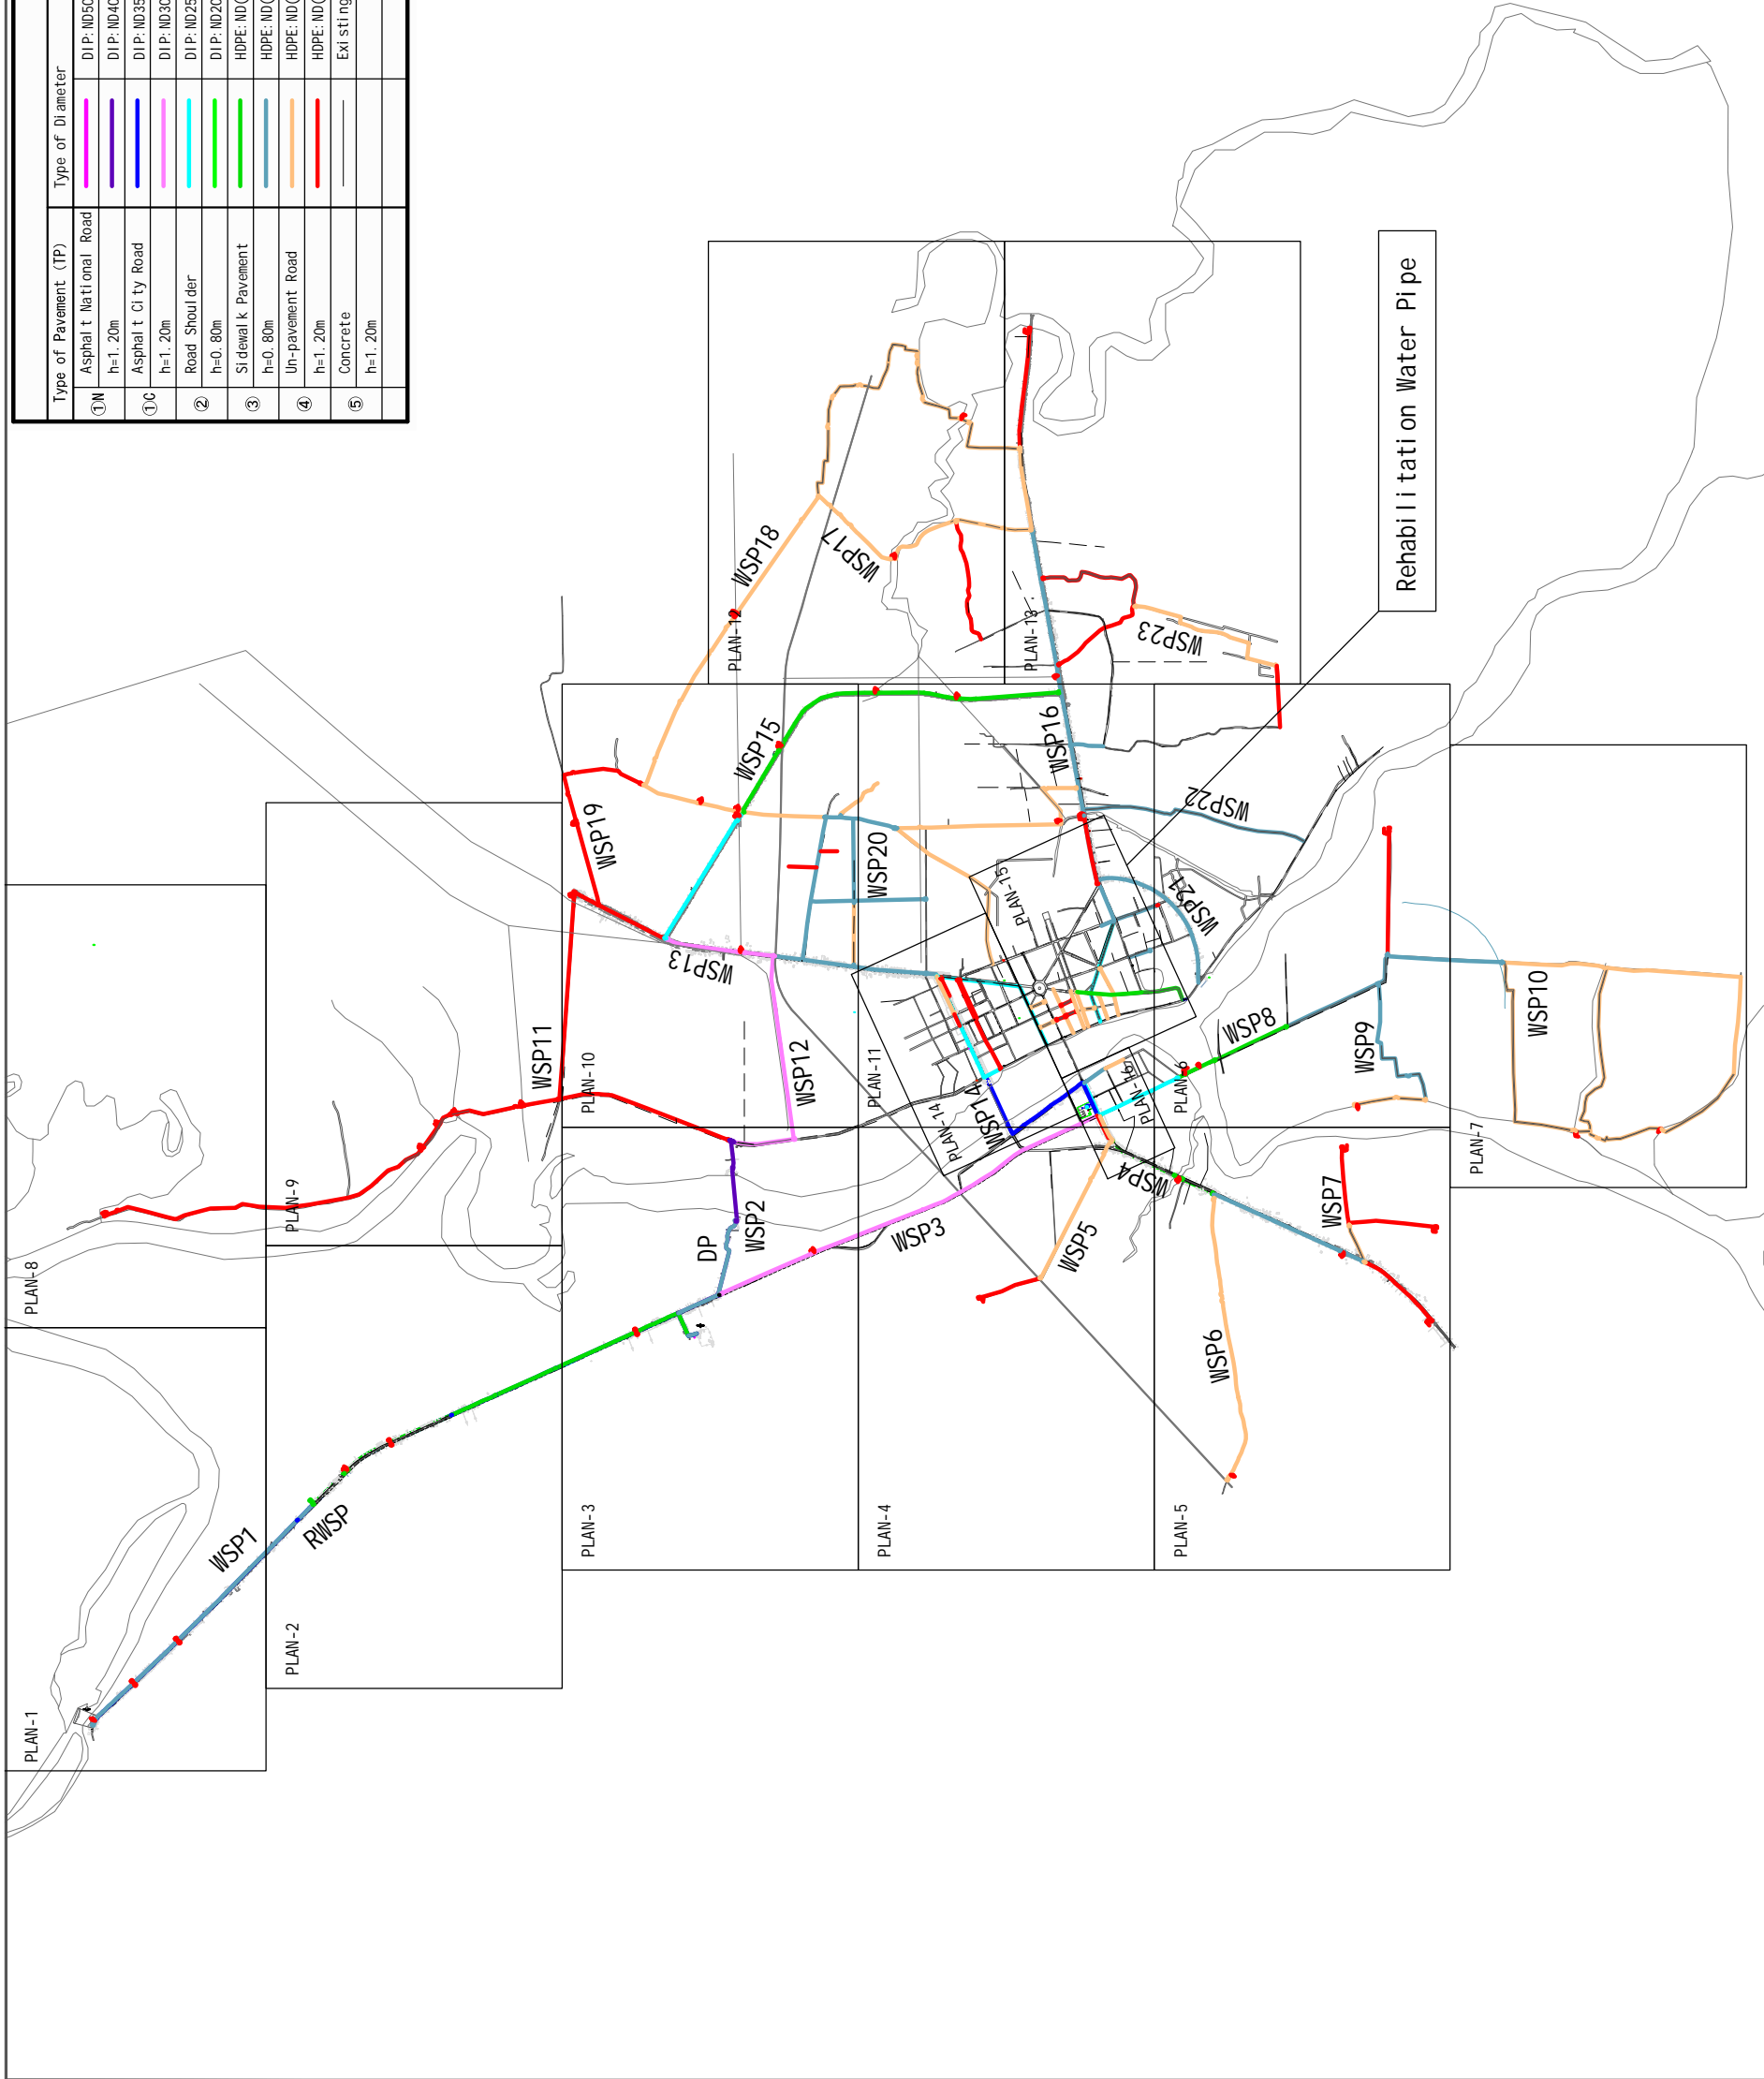 Type of Pavement (TP)
Type of Diameter
①N
Asphalt National Road
h=1.20m
①C
Asphalt City Road
h=1.20m
②
Road Shoulder
h=0.80m
③
Sidewalk Pavement
h=0.80m
④
Un-pavement Road
h=1.20m
⑤
Concrete
h=1.20m
DIP:ND50
DIP:ND40
DIP:ND35
DIP:ND30
DIP:ND25
DIP:ND20
HDPE:ND(
HDPE:ND(
HDPE:ND(
HDPE:ND(
Existing
PLAN-1
PLAN-2
PLAN-3
PLAN-4
PLAN-5
PLAN-6
PLAN-7
PLAN-8
PLAN-9
PLAN-10
PLAN-11
PLAN-12
PLAN-13
PLAN-14
PLAN-15
PLAN-16
WSP1
RWSP
DP
WSP2
WSP3
WSP4
WSP5
WSP6
WSP7
WSP8
WSP9
WSP10
WSP11
WSP12
WSP13
WSP14
WSP15
WSP16
WSP17
WSP18
WSP19
WSP20
WSP21
WSP22
WSP23
Rehabilitation Water Pipe